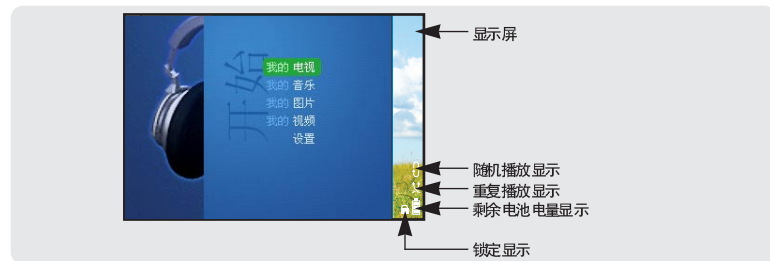 开始
我的 电视
我的 音乐
我的 图片
我的 视频
设置
显示屏
随机播放显示
重复播放显示
剩余电池电量显示
锁定显示